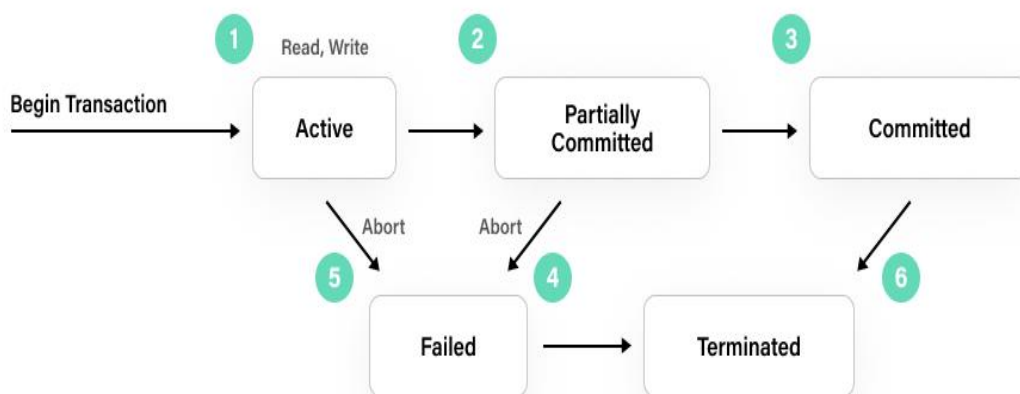 1
Read, Write
2
3
Begin Transaction
Active
Partially
Committed
Committed
Abort
Abort
5
4
6
Failed
Terminated